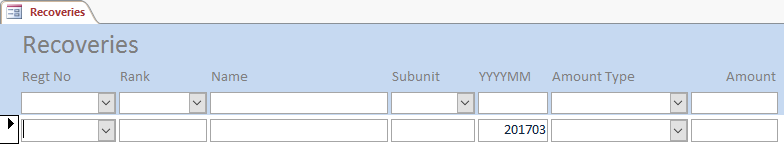 Recoveries
Recoveries
Regt No Rank Name Subunit YYYYMM Amount Type Amount
201703